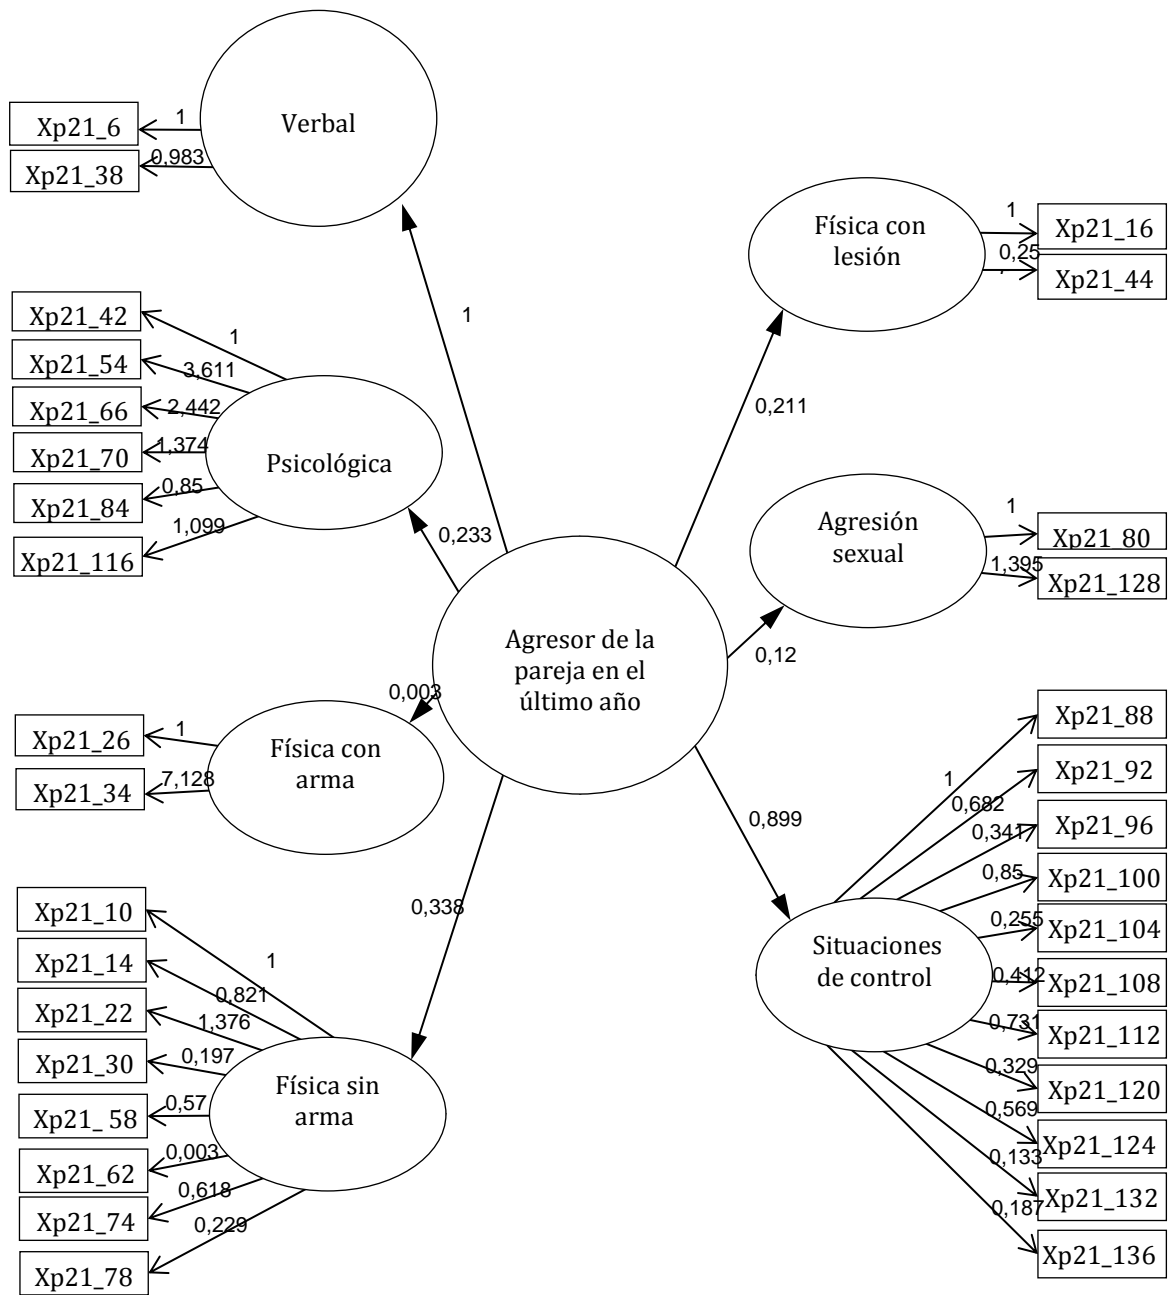 Verbal
Xp21_6
1
Xp21_38
0,983
Física con
lesión
1
Xp21_16
0,25
Xp21_44
Xp21_42
1
Xp21_54
3,611
Xp21_66
2,442
Xp21_70
1,374
Xp21_84
0,85
Xp21_116
1,099
Psicológica
1
0,211
0,233
Agresión
sexual
1
Xp21_80
1,395
Xp21_128
0,12
Agresor de la
pareja en el
último año
0,003
Xp21_26
1
Xp21_34
7,128
Física con
arma
0,338
0,899
Xp21_10
1
Xp21_14
0,821
Xp21_22
1,376
Xp21_30
0,197
Xp21_ 58
0,57
Xp21_62
0,003
Xp21_74
0,618
Xp21_78
0,229
Física sin
arma
Situaciones
de control
1
Xp21_88
0,682
Xp21_92
0,341
Xp21_96
0,85
Xp21_100
0,255
Xp21_104
0,412
Xp21_108
0,731
Xp21_112
0,329
Xp21_120
0,569
Xp21_124
0,133
Xp21_132
0,187
Xp21_136